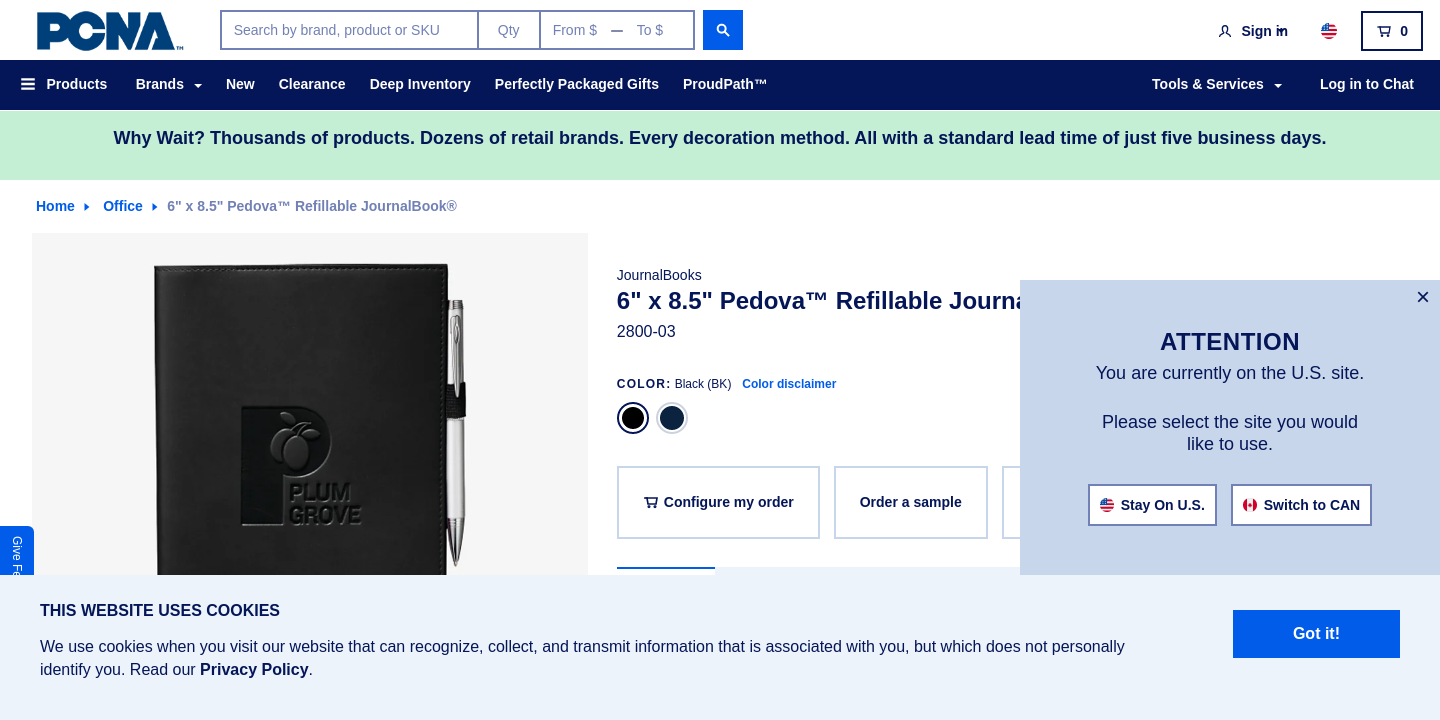 PCNA™
Search by brand, product or SKU
Qty
From $ — To $
Sign in
0
Products
Brands
New
Clearance
Deep Inventory
Perfectly Packaged Gifts
ProudPath™
Tools & Services
Log in to Chat
Why Wait? Thousands of products. Dozens of retail brands. Every decoration method. All with a standard lead time of just five business days.
Home
Office
6" x 8.5" Pedova™ Refillable JournalBook®
PLUM
GROVE
JournalBooks
6" x 8.5" Pedova™ Refillable
2800-03
COLOR: Black (BK) Color disclaimer
Configure my order
Order a sample
×
ATTENTION
You are currently on the U.S. site.
Please select the site you would
like to use.
Stay On U.S.
Switch to CAN
Give
THIS WEBSITE USES COOKIES
We use cookies when you visit our website that can recognize, collect, and transmit information that is associated with you, but which does not personally
identify you. Read our Privacy Policy.
Got it!